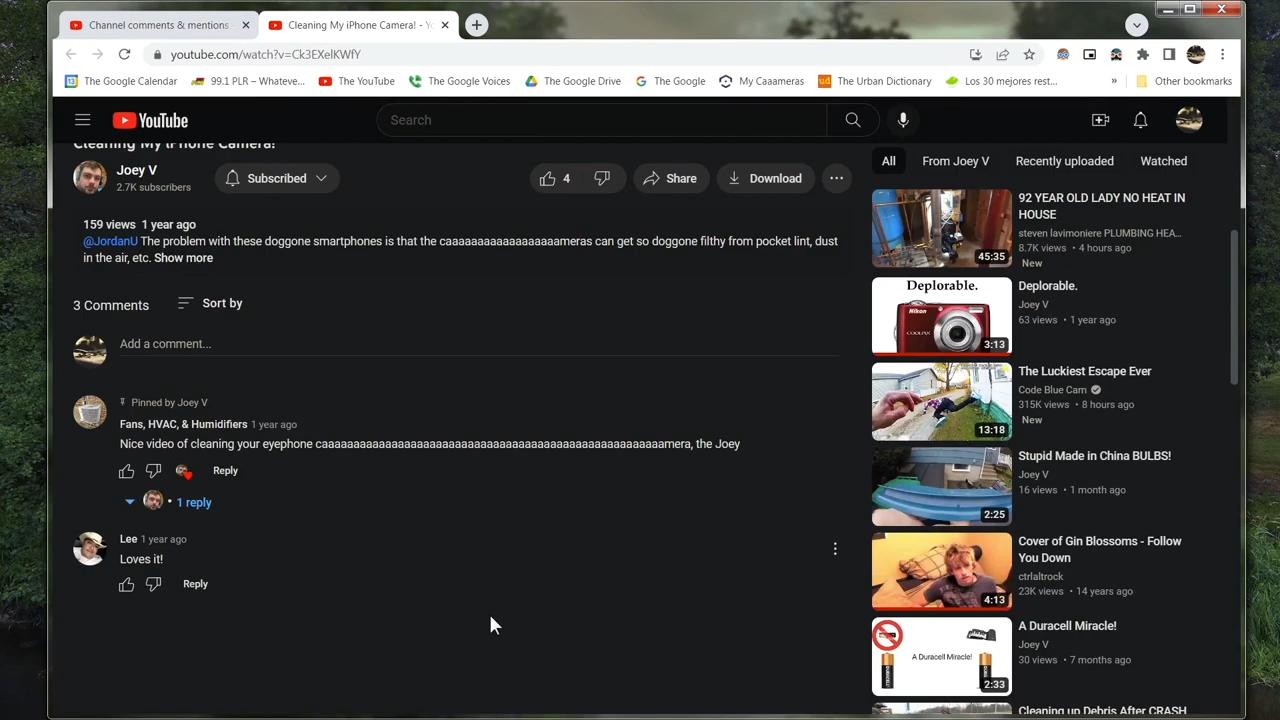 Channel comments & mentions
Cleaning My iPhone Camera! - Yo
youtube.com/watch?v=Ck3EXelKWfY
The Google Calendar
99.1 PLR – Whateve...
The YouTube
The Google Voices
The Google Drive
The Google
My Caaameras
The Urban Dictionary
Los 30 mejores rest...
»
Other bookmarks
YouTube
Search
Cleaning My iPhone Camera!
Joey V
2.7K subscribers
Subscribed
4
Share
Download
159 views 1 year ago
@JordanU The problem with these doggone smartphones is that the caaaaaaaaaaaaaaaaaameras can get so doggone filthy from pocket lint, dust
in the air, etc. Show more
3 Comments
Sort by
Add a comment...
Pinned by Joey V
Fans, HVAC, & Humidifiers 1 year ago
Nice video of cleaning your eyephone caaaaaaaaaaaaaaaaaaaaaaaaaaaaaaaaaaaaaaaaaaaaaaaaaaaaaaamera, the Joey
Reply
• 1 reply
Lee 1 year ago
Loves it!
Reply
All
From Joey V
Recently uploaded
Watched
92 YEAR OLD LADY NO HEAT IN
HOUSE
steven lavimoniere PLUMBING HEA...
8.7K views • 4 hours ago
New
45:35
Deplorable.
Nikon
COOLPIX
3:13
Deplorable.
Joey V
63 views • 1 year ago
The Luckiest Escape Ever
Code Blue Cam
315K views • 8 hours ago
New
13:18
Stupid Made in China BULBS!
Joey V
16 views • 1 month ago
2:25
Cover of Gin Blossoms - Follow
You Down
ctrlaltrock
23K views • 14 years ago
4:13
A Duracell Miracle!
DURACELL
2:33
A Duracell Miracle!
Joey V
30 views • 7 months ago
Cleaning up Debris After CRASH